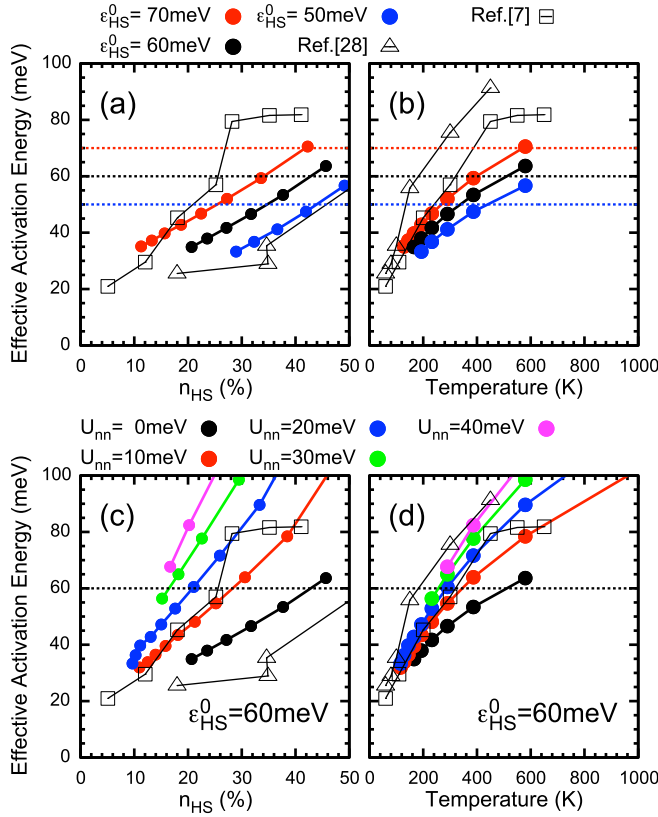 ε⁰HS= 70meV ε⁰HS= 50meV Ref.[7]
ε⁰HS= 60meV Ref.[28]
Effective Activation Energy (meV)
100
80
60
40
20
0
(a)
(b)
0 10 20 30 40 50
nHS (%)
0 200 400 600 800 1000
Temperature (K)
Unn= 0meV Unn=20meV Unn=40meV
Unn=10meV Unn=30meV
Effective Activation Energy (meV)
100
80
60
40
20
0
(c)
(d)
ε⁰HS=60meV
ε⁰HS=60meV
0 10 20 30 40 50
nHS (%)
0 200 400 600 800 1000
Temperature (K)